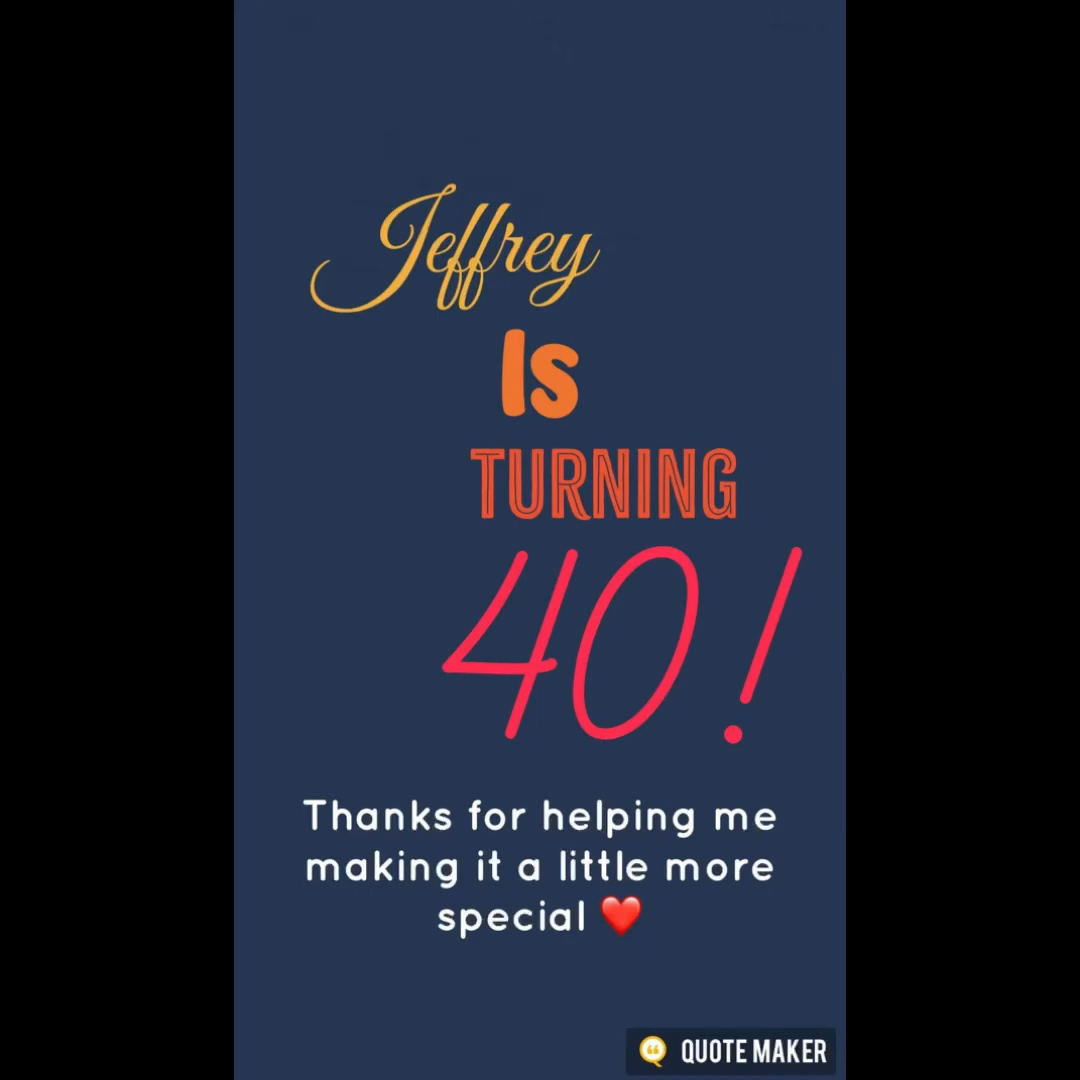 Jeffrey
Is
TURNING
40!
Thanks for helping me
making it a little more
special ❤️
QUOTE MAKER